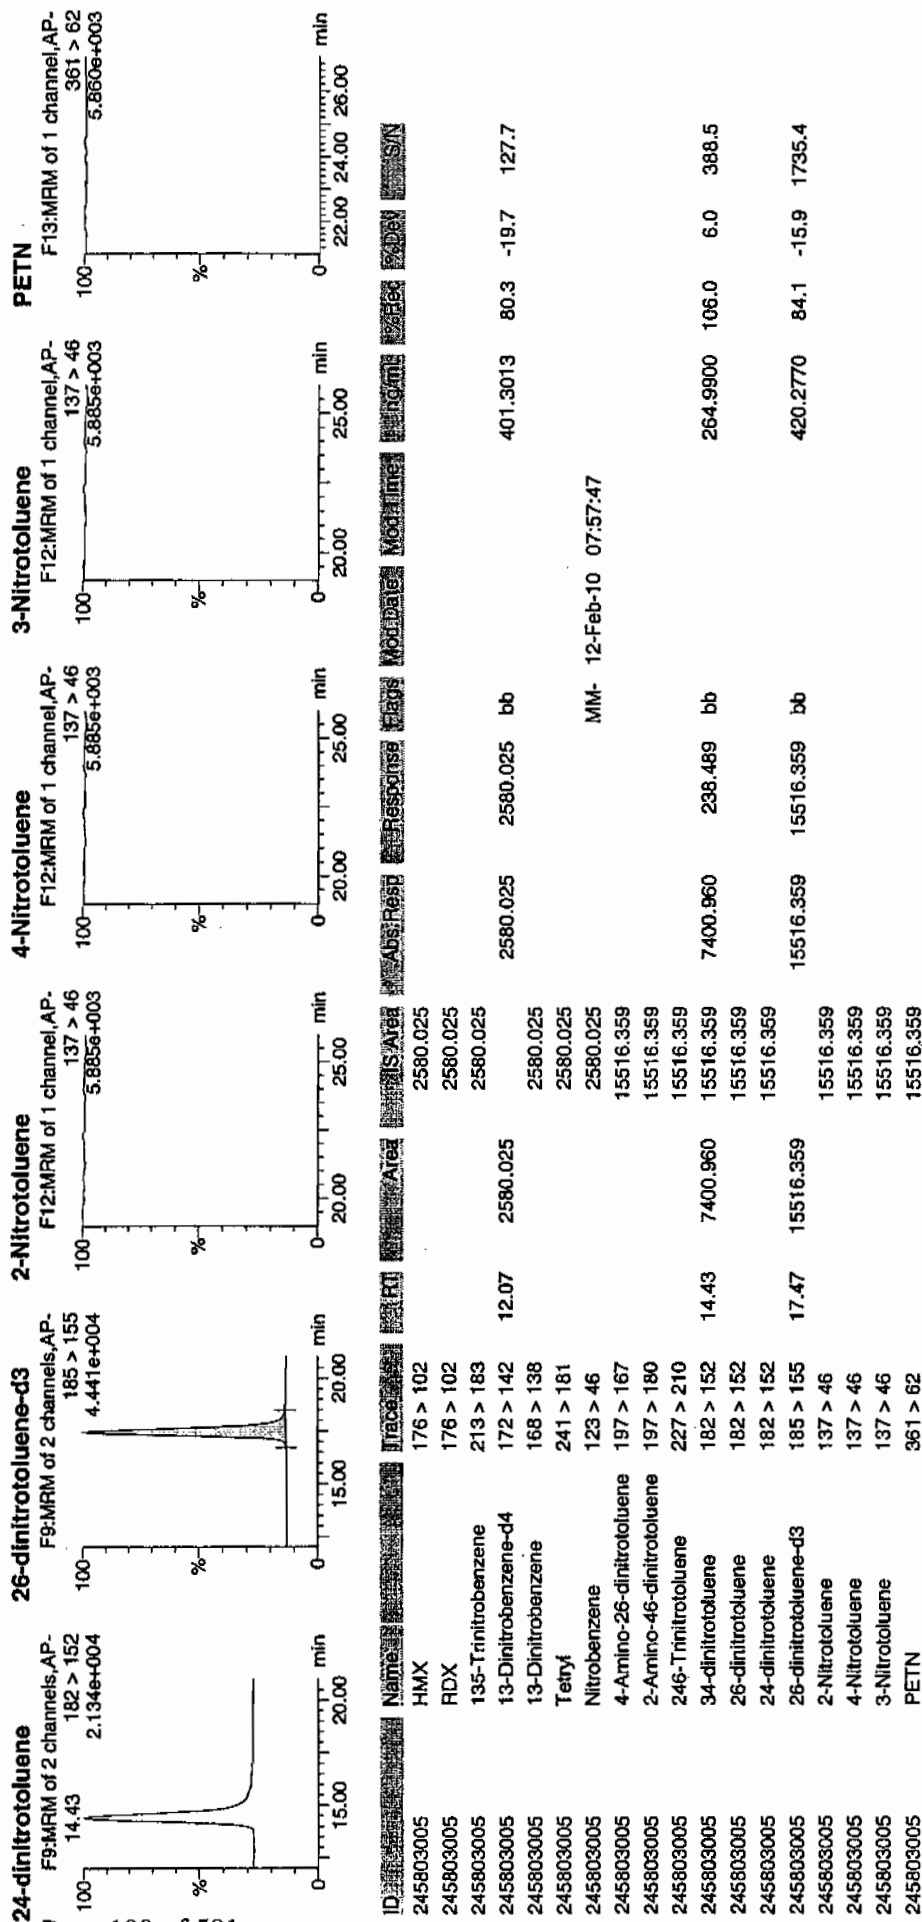 24-dinitrotoluene
F9:MRM of 2 channels,AP-
14.43 182 > 152
2.134e+004
100
%
0
15.00 20.00 min
26-dinitrotoluene-d3
F9:MRM of 2 channels,AP-
185 > 155
4.441e+004
100
%
0
15.00 20.00 min
2-Nitrotoluene
F12:MRM of 1 channel,AP-
137 > 46
5.885e+003
100
%
0
20.00 25.00 min
4-Nitrotoluene
F12:MRM of 1 channel,AP-
137 > 46
5.885e+003
100
%
0
20.00 25.00 min
3-Nitrotoluene
F12:MRM of 1 channel,AP-
137 > 46
5.885e+003
100
%
0
20.00 25.00 min
PETN
F13:MRM of 1 channel,AP-
361 > 62
5.860e+003
100
%
0
22.00 24.00 26.00 min
ID Name Trace RT Area IS Area Abs.Resp Response Flags Mod.Date Mod.Time ng/ml %Rec %Dev S/N
245803005 HMX 176 > 102 2580.025
245803005 RDX 176 > 102 2580.025
245803005 135-Trinitrobenzene 213 > 183 2580.025
245803005 13-Dinitrobenzene-d4 172 > 142 12.07 2580.025 2580.025 2580.025 bb 401.3013 80.3 -19.7 127.7
245803005 13-Dinitrobenzene 168 > 138 2580.025
245803005 Tetryl 241 > 181 2580.025
245803005 Nitrobenzene 123 > 46 2580.025 MM- 12-Feb-10 07:57:47
245803005 4-Amino-26-dinitrotoluene 197 > 167 15516.359
245803005 2-Amino-46-dinitrotoluene 197 > 180 15516.359
245803005 246-Trinitrotoluene 227 > 210 15516.359
245803005 34-dinitrotoluene 182 > 152 14.43 7400.960 15516.359 7400.960 238.489 bb 264.9900 106.0 6.0 388.5
245803005 26-dinitrotoluene 182 > 152 15516.359
245803005 24-dinitrotoluene 182 > 152 15516.359
245803005 26-dinitrotoluene-d3 185 > 155 17.47 15516.359 15516.359 15516.359 bb 420.2770 84.1 -15.9 1735.4
245803005 2-Nitrotoluene 137 > 46 15516.359
245803005 4-Nitrotoluene 137 > 46 15516.359
245803005 3-Nitrotoluene 137 > 46 15516.359
245803005 PETN 361 > 62 15516.359